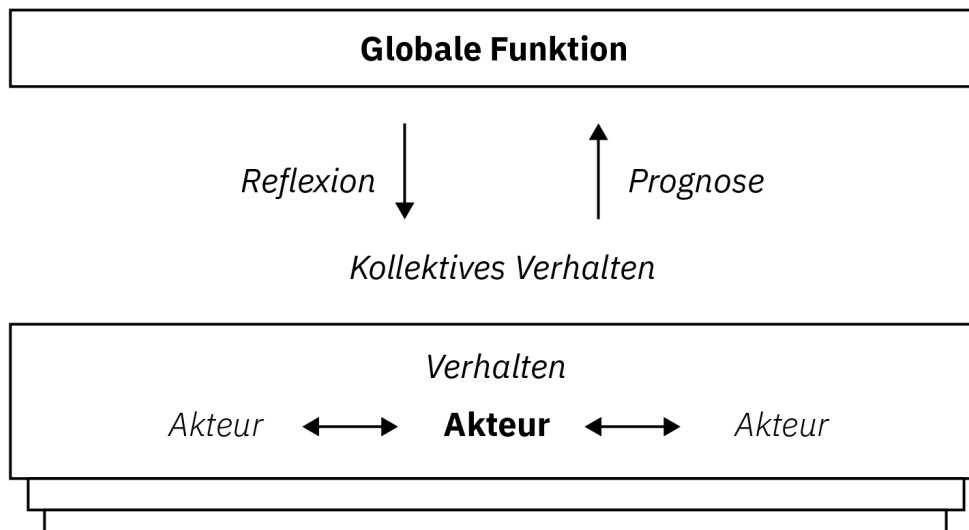 Globale Funktion
Reflexion
Prognose
Kollektives Verhalten
Verhalten
Akteur Akteur Akteur